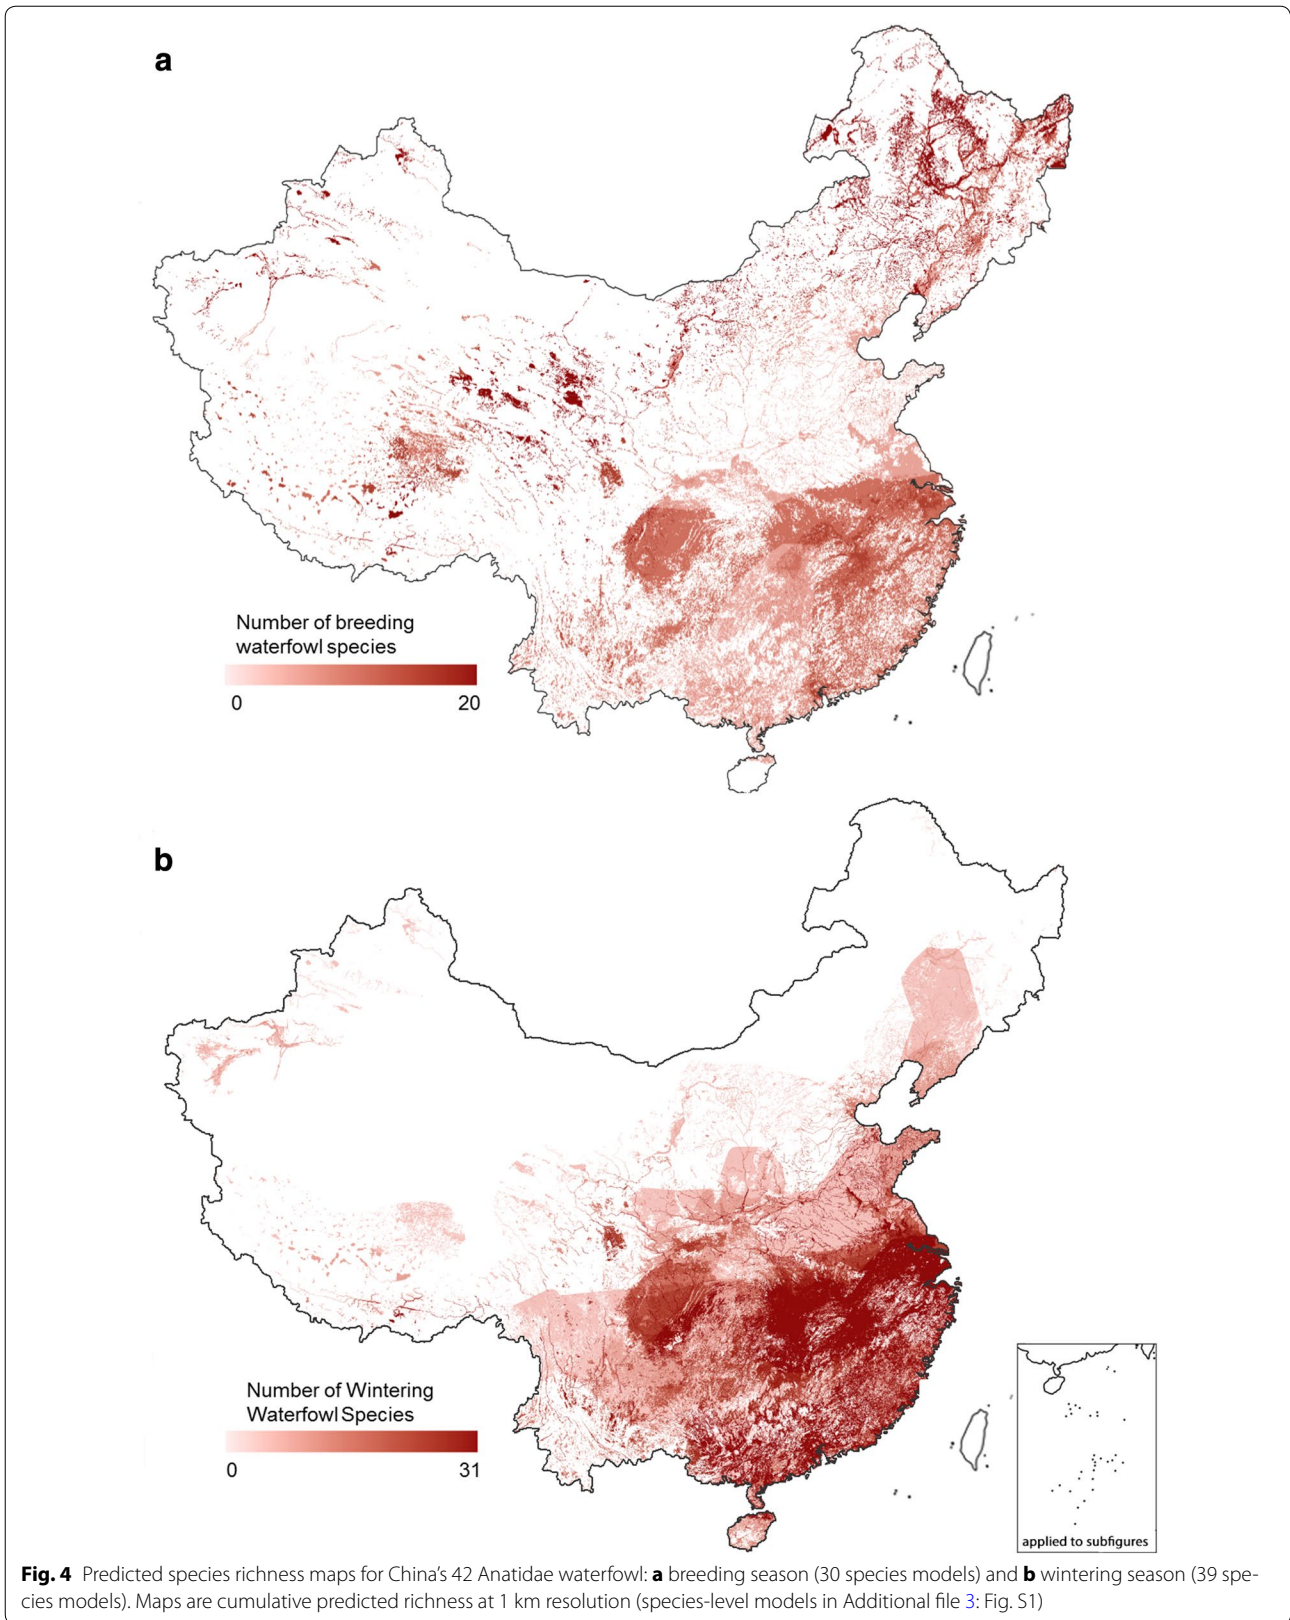 a
Number of breeding
waterfowl species
0 20
b
Number of Wintering
Waterfowl Species
0 31
applied to subfigures
Fig. 4 Predicted species richness maps for China's 42 Anatidae waterfowl: a breeding season (30 species models) and b wintering season (39 spe-
cies models). Maps are cumulative predicted richness at 1 km resolution (species-level models in Additional file 3: Fig. S1)